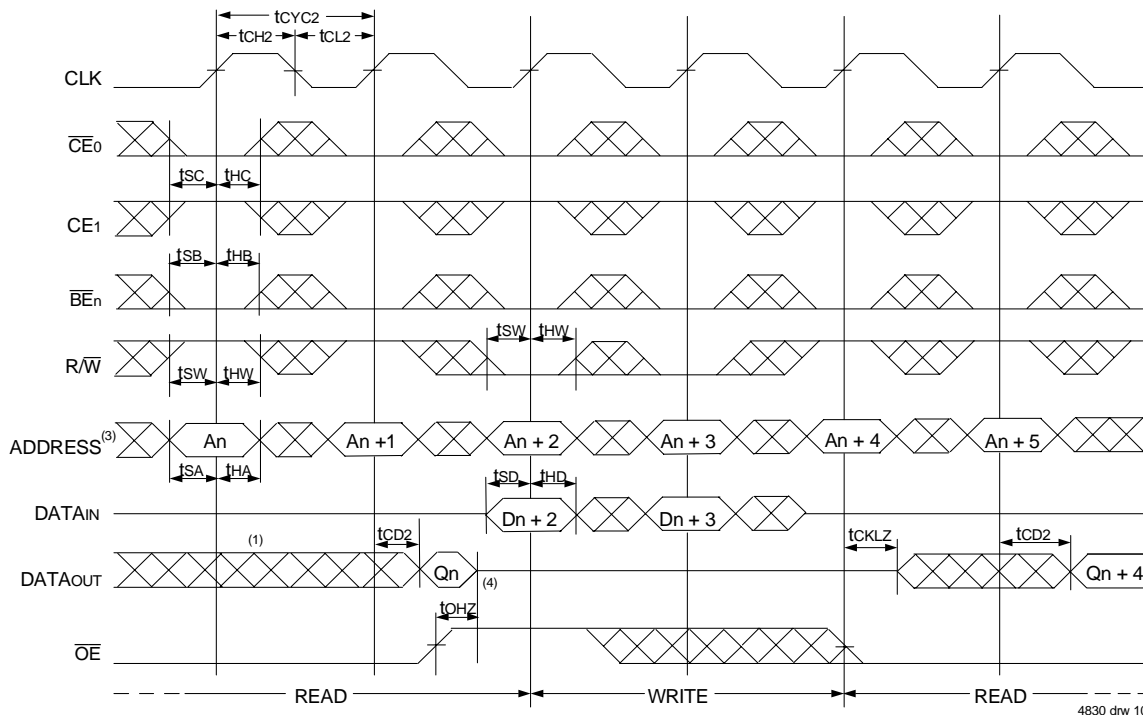 tCYC2
tCH2 tCL2
CLK
CE0
tSC tHC
CE1
tSB tHB
BEn
tSW tHW
R/W
tSW tHW
ADDRESS(3) An An +1 An + 2 An + 3 An + 4 An + 5
tSA tHA tSD tHD
DATAIN Dn + 2 Dn + 3
(1) tCD2 tCKLZ tCD2
DATAOUT Qn (4) Qn + 4
tOHZ
OE
READ WRITE READ
4830 drw 10